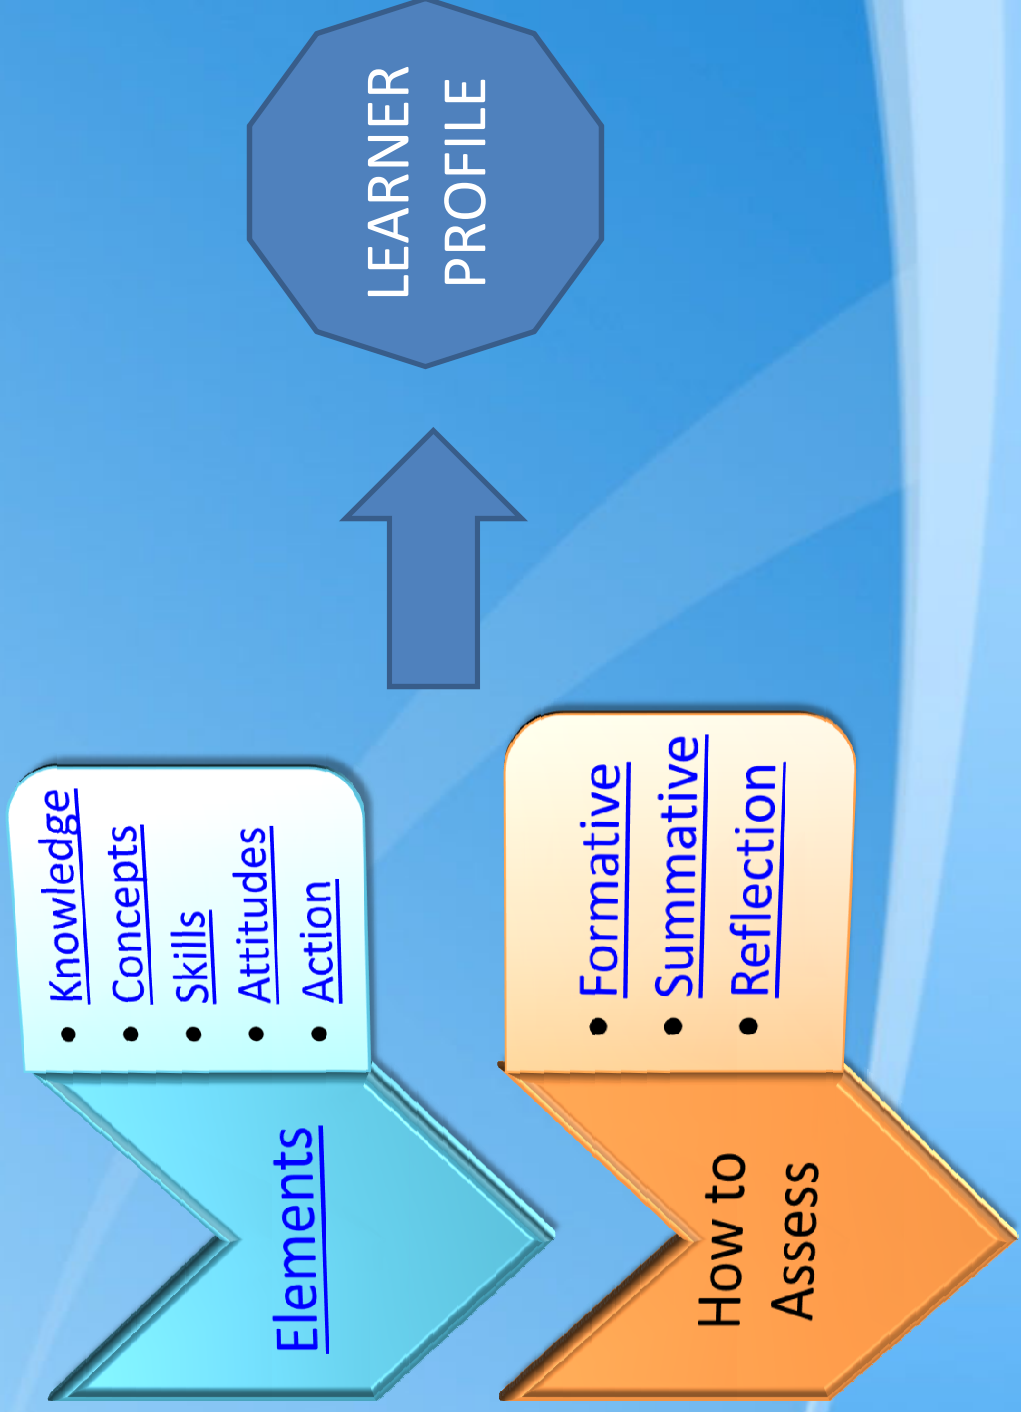 Elements
Knowledge
Concepts
Skills
Attitudes
Action
How to
Assess
Formative
Summative
Reflection
LEARNER
PROFILE